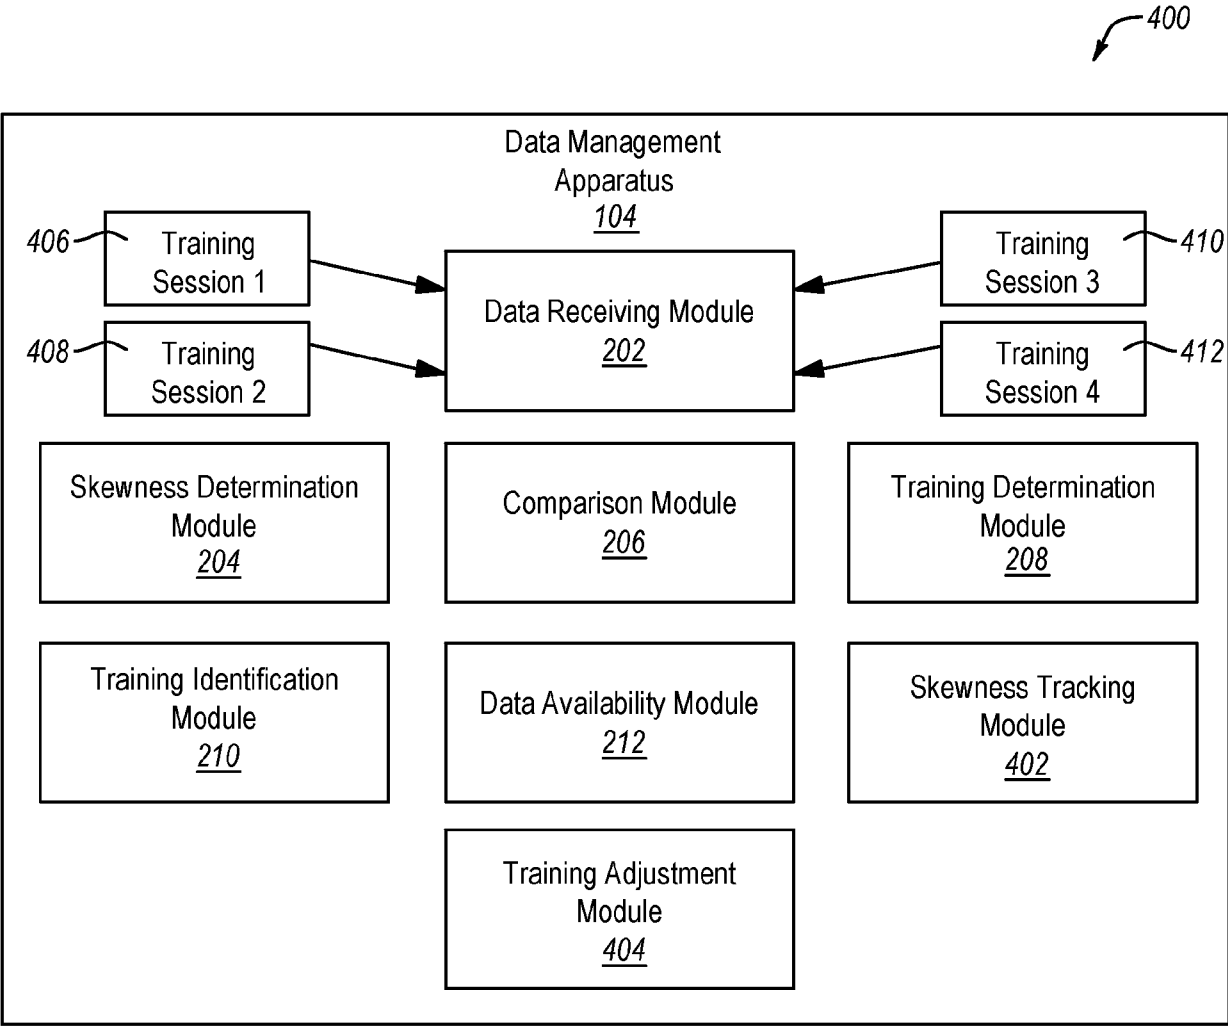 400
Data Management
Apparatus
104
406
Training
Session 1
Training
Session 3
410
Data Receiving Module
202
408
Training
Session 2
Training
Session 4
412
Skewness Determination
Module
204
Comparison Module
206
Training Determination
Module
208
Training Identification
Module
210
Data Availability Module
212
Skewness Tracking
Module
402
Training Adjustment
Module
404